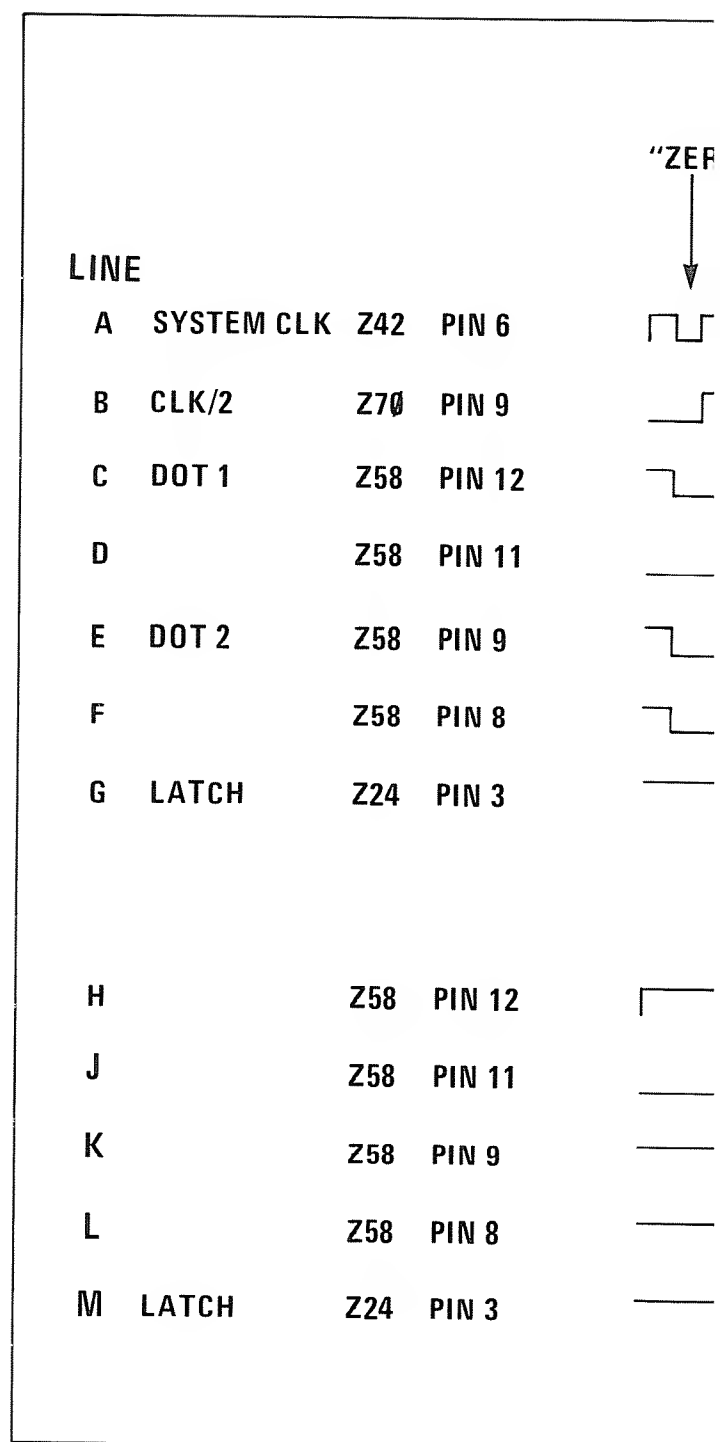 "ZER
LINE
A SYSTEM CLK Z42 PIN 6
B CLK/2 Z7Ø PIN 9
C DOT 1 Z58 PIN 12
D Z58 PIN 11
E DOT 2 Z58 PIN 9
F Z58 PIN 8
G LATCH Z24 PIN 3
H Z58 PIN 12
J Z58 PIN 11
K Z58 PIN 9
L Z58 PIN 8
M LATCH Z24 PIN 3